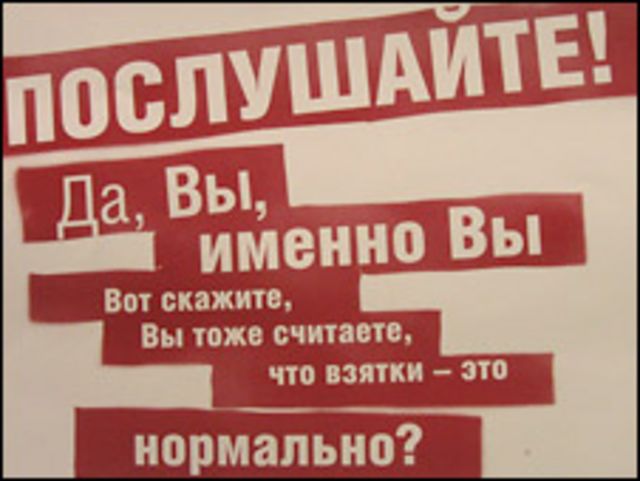 ПОСЛУШАЙТЕ!
Да, Вы,
именно Вы
Вот скажите,
Вы тоже считаете,
что взятки – это
нормально?